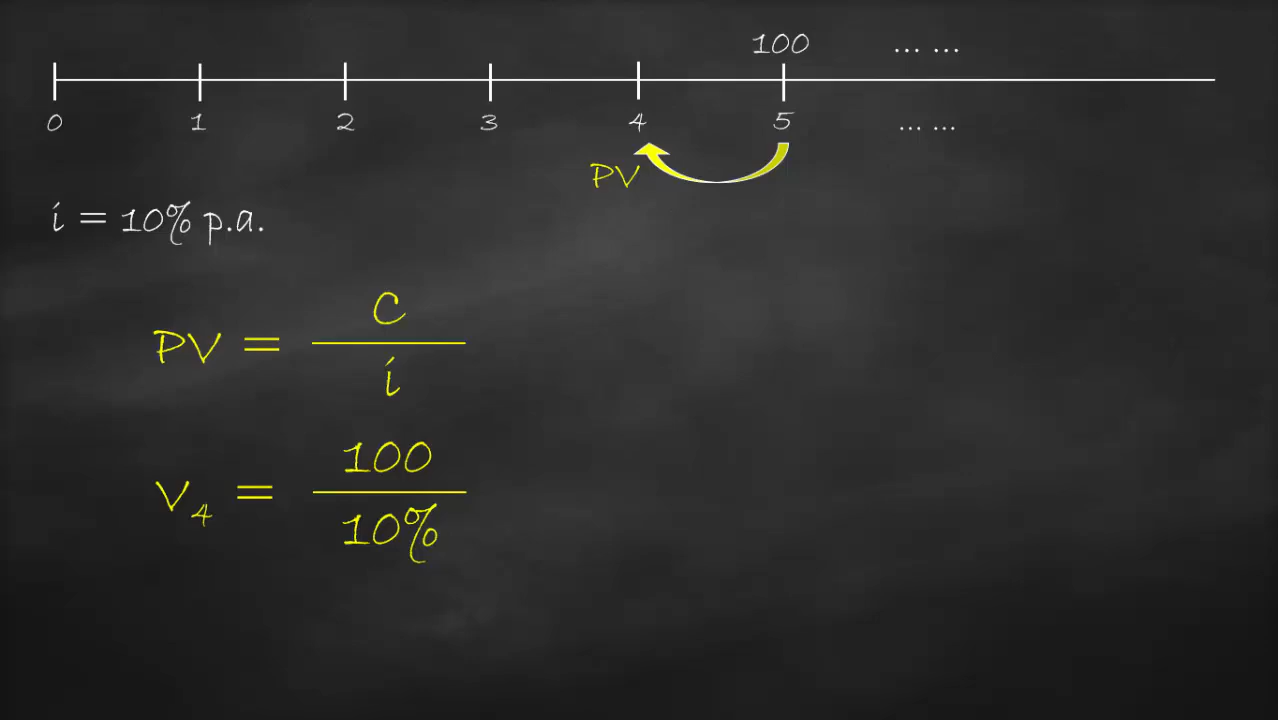 100 ... ...
0 1 2 3 4 5 ... ...
PV
i = 10% p.a.
PV = C / i
V4 = 100 / 10%